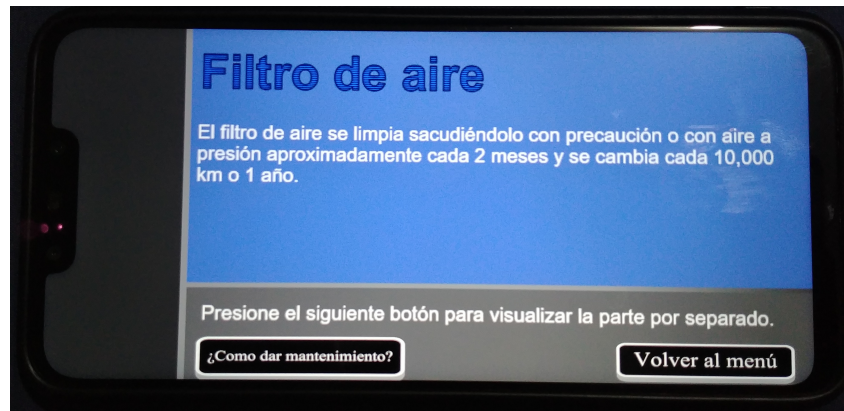 Filtro de aire
El filtro de aire se limpia sacudiéndolo con precaución o con aire a
presión aproximadamente cada 2 meses y se cambia cada 10,000
km o 1 año.
Presione el siguiente botón para visualizar la parte por separado.
¿Como dar mantenimiento?
Volver al menú